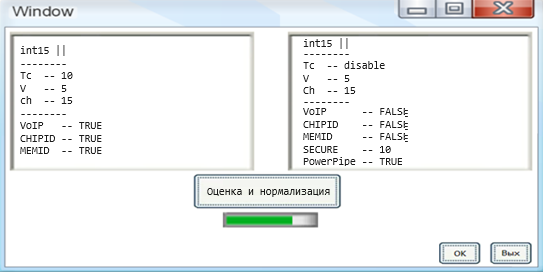 Window
int15 ||
--------
Tc -- 10
V -- 5
ch -- 15
--------
VoIP -- TRUE
CHIPID -- TRUE
MEMID -- TRUE
int15 ||
--------
Tc -- disable
V -- 5
Ch -- 15
--------
VoIP -- FALSE
CHIPID -- FALSE
MEMID -- FALSE
SECURE -- 10
PowerPipe -- TRUE
Оценка и нормализация
OK
Вых